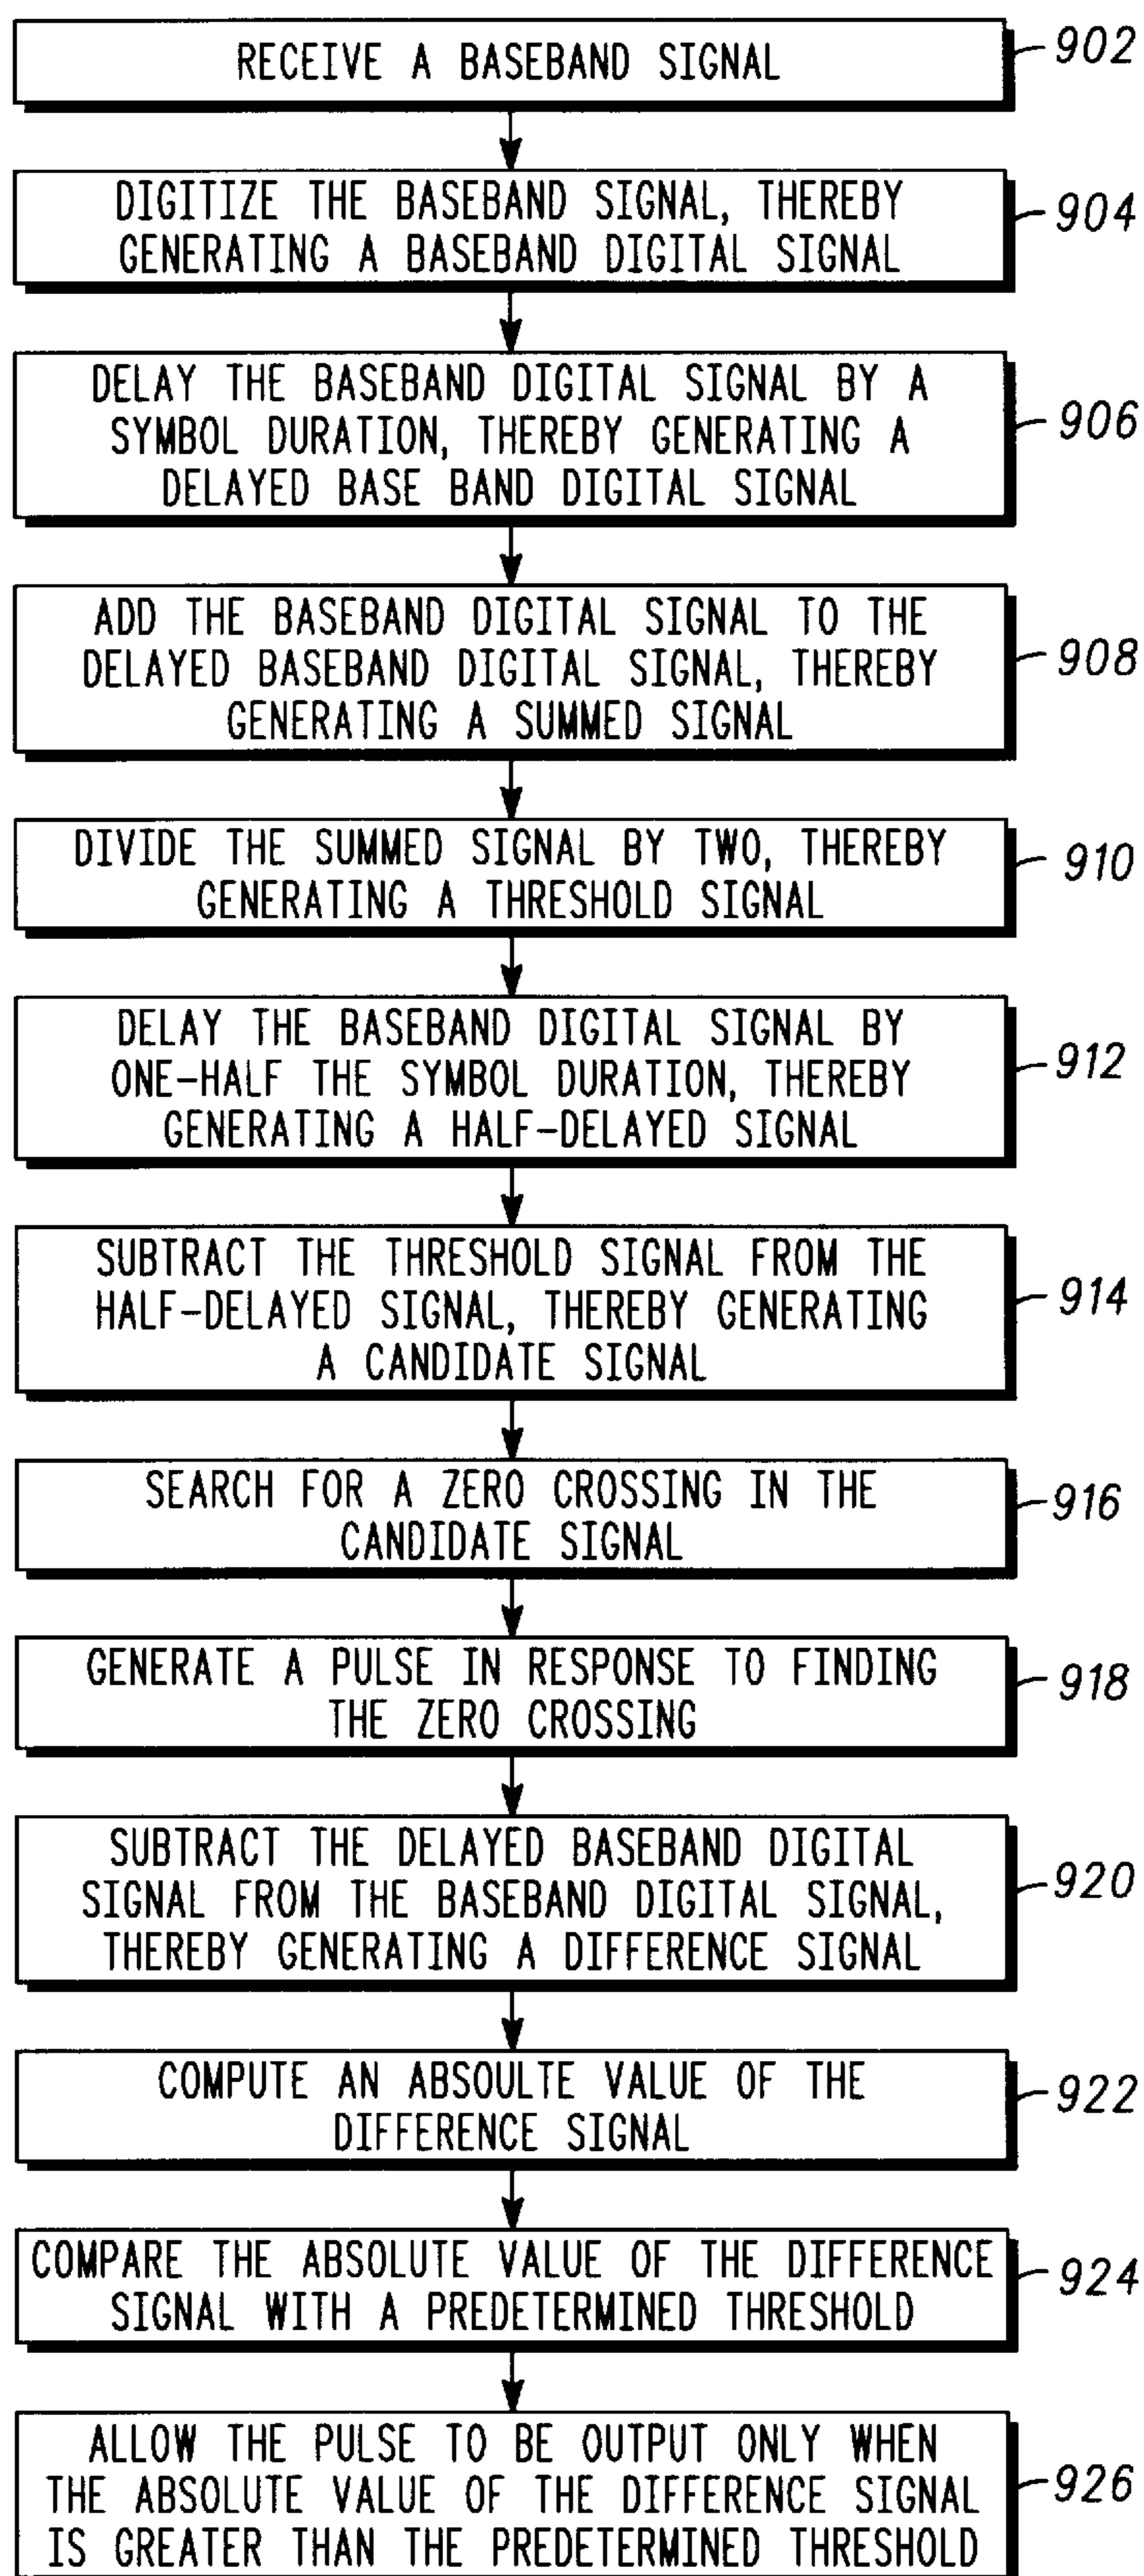 RECEIVE A BASEBAND SIGNAL
902
DIGITIZE THE BASEBAND SIGNAL, THEREBY
GENERATING A BASEBAND DIGITAL SIGNAL
904
DELAY THE BASEBAND DIGITAL SIGNAL BY A
SYMBOL DURATION, THEREBY GENERATING A
DELAYED BASE BAND DIGITAL SIGNAL
906
ADD THE BASEBAND DIGITAL SIGNAL TO THE
DELAYED BASEBAND DIGITAL SIGNAL, THEREBY
GENERATING A SUMMED SIGNAL
908
DIVIDE THE SUMMED SIGNAL BY TWO, THEREBY
GENERATING A THRESHOLD SIGNAL
910
DELAY THE BASEBAND DIGITAL SIGNAL BY
ONE-HALF THE SYMBOL DURATION, THEREBY
GENERATING A HALF-DELAYED SIGNAL
912
SUBTRACT THE THRESHOLD SIGNAL FROM THE
HALF-DELAYED SIGNAL, THEREBY GENERATING
A CANDIDATE SIGNAL
914
SEARCH FOR A ZERO CROSSING IN THE
CANDIDATE SIGNAL
916
GENERATE A PULSE IN RESPONSE TO FINDING
THE ZERO CROSSING
918
SUBTRACT THE DELAYED BASEBAND DIGITAL
SIGNAL FROM THE BASEBAND DIGITAL SIGNAL,
THEREBY GENERATING A DIFFERENCE SIGNAL
920
COMPUTE AN ABSOULTE VALUE OF THE
DIFFERENCE SIGNAL
922
COMPARE THE ABSOLUTE VALUE OF THE DIFFERENCE
SIGNAL WITH A PREDETERMINED THRESHOLD
924
ALLOW THE PULSE TO BE OUTPUT ONLY WHEN
THE ABSOLUTE VALUE OF THE DIFFERENCE SIGNAL
IS GREATER THAN THE PREDETERMINED THRESHOLD
926